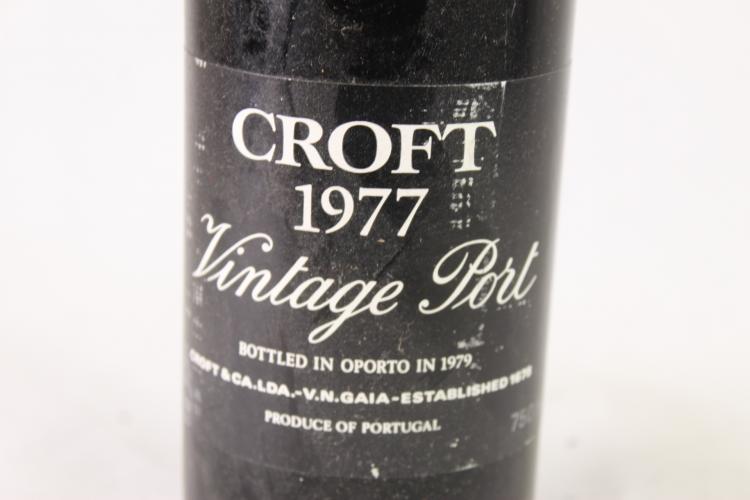 CROFT
1977
Vintage Port
BOTTLED IN OPORTO IN 1979
CROFT & CA. LDA. - V.N. GAIA - ESTABLISHED 1678
PRODUCE OF PORTUGAL